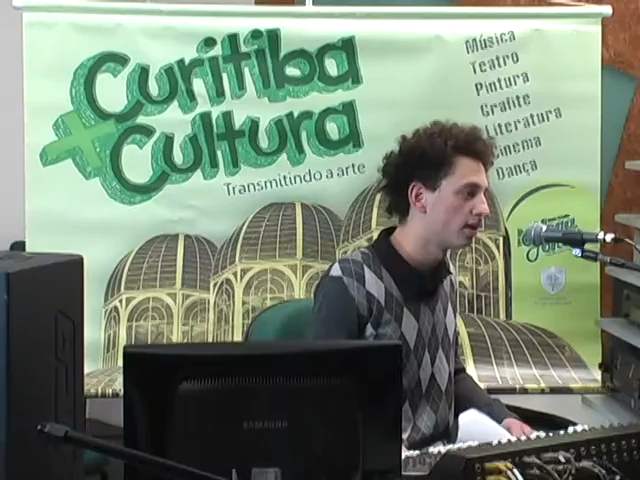 Curitiba
+ Cultura
Transmitindo a arte
Música
Teatro
Pintura
Grafite
Literatura
Cinema
Dança
SAMSUNG